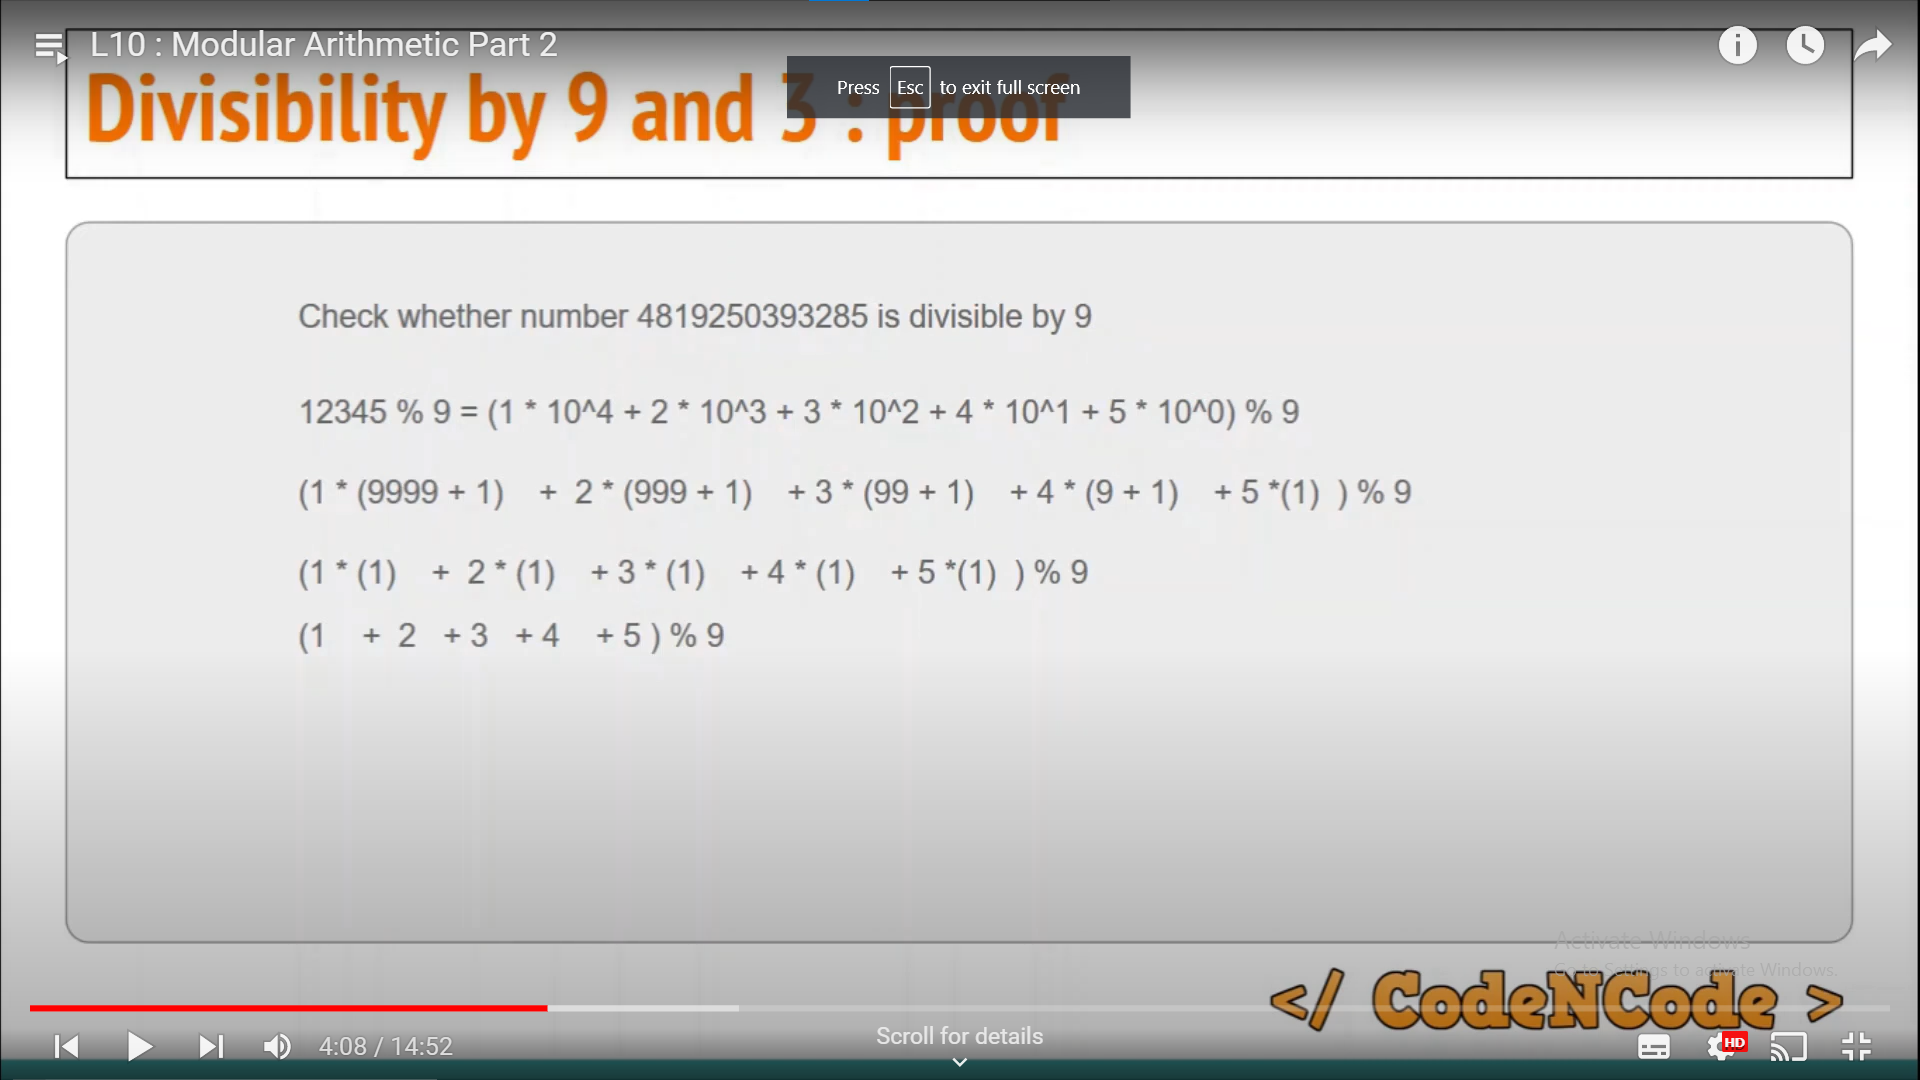 L10 : Modular Arithmetic Part 2
Press Esc to exit full screen
Divisibility by 9 and 3 : proof
Check whether number 4819250393285 is divisible by 9
12345 % 9 = (1 * 10^4 + 2 * 10^3 + 3 * 10^2 + 4 * 10^1 + 5 * 10^0) % 9
(1 * (9999 + 1) + 2 * (999 + 1) + 3 * (99 + 1) + 4 * (9 + 1) + 5 *(1) ) % 9
(1 * (1) + 2 * (1) + 3 * (1) + 4 * (1) + 5 *(1) ) % 9
(1 + 2 + 3 + 4 + 5 ) % 9
Activate Windows
Go to Settings to activate Windows.
</ CodeNCode >
Scroll for details
4:08 / 14:52
HD